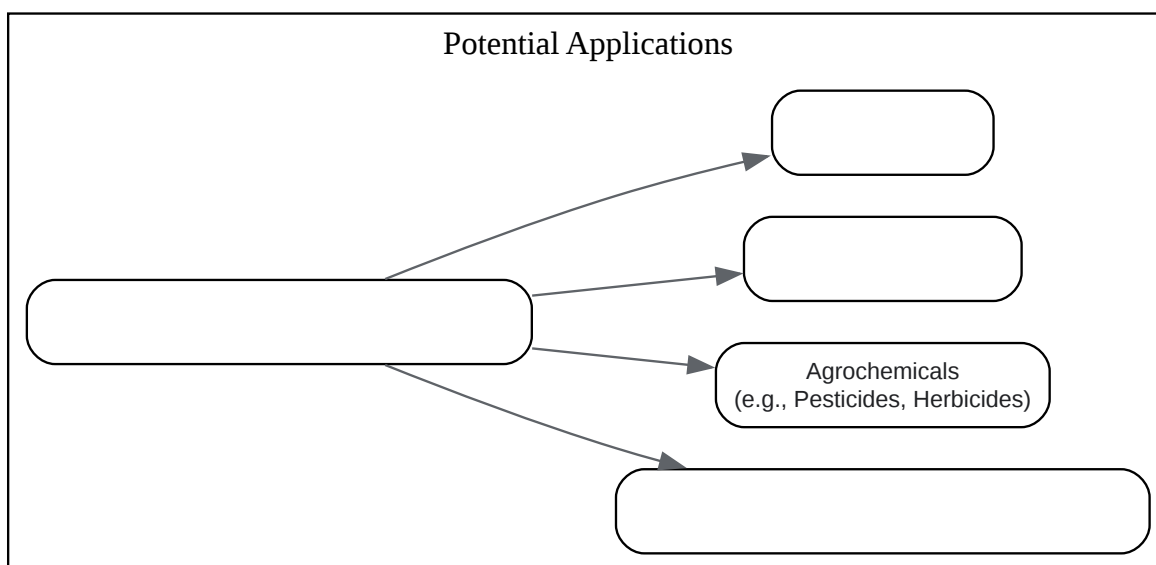 Potential Applications
Agrochemicals
(e.g., Pesticides, Herbicides)